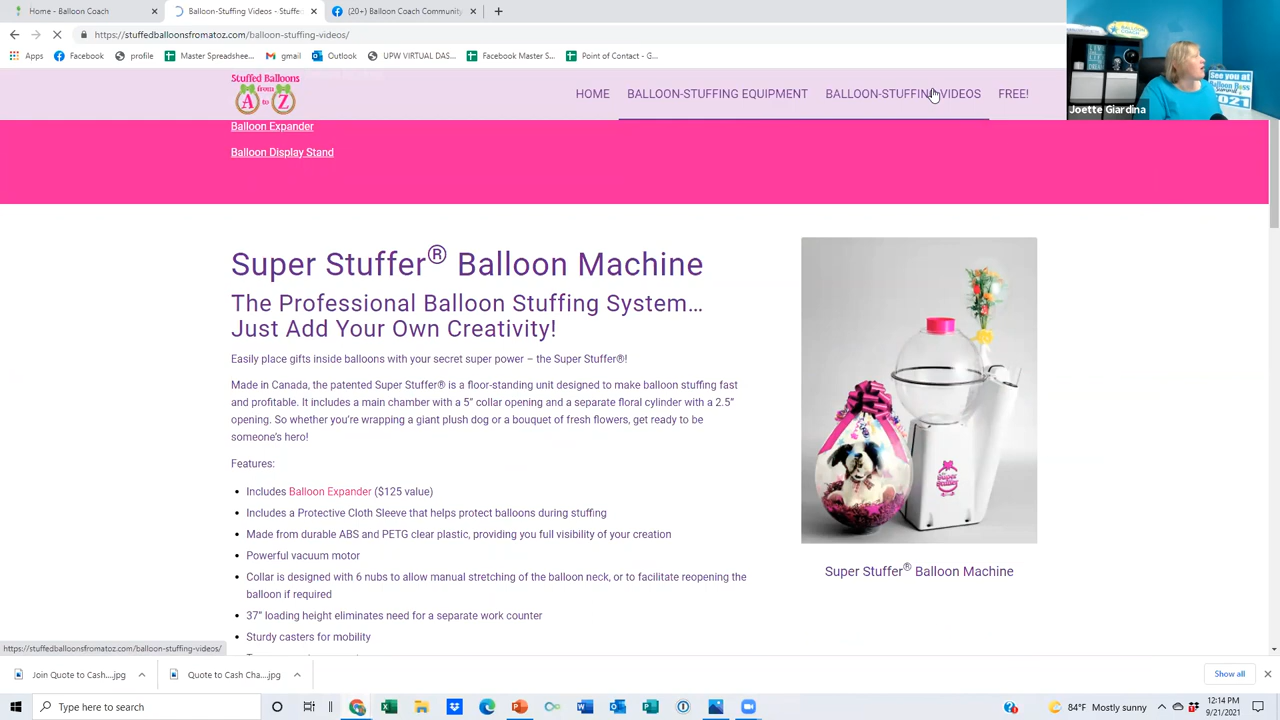 Home - Balloon Coach
Balloon-Stuffing Videos - Stuffe
(20+) Balloon Coach Community
https://stuffedballoonsfromatoz.com/balloon-stuffing-videos/
Apps
Facebook
profile
Master Spreadshee...
gmail
Outlook
UPW VIRTUAL DAS...
Facebook Master S...
Point of Contact - G...
Stuffed Balloons
from
A to Z
HOME
BALLOON-STUFFING EQUIPMENT
BALLOON-STUFFING VIDEOS
FREE!
BALLOON COACH
See you at
Balloon Boss
Summit
2021
Joette Giardina
Balloon Expander
Balloon Display Stand
Super Stuffer® Balloon Machine
The Professional Balloon Stuffing System…
Just Add Your Own Creativity!
Easily place gifts inside balloons with your secret super power – the Super Stuffer®!
Made in Canada, the patented Super Stuffer® is a floor-standing unit designed to make balloon stuffing fast
and profitable. It includes a main chamber with a 5" collar opening and a separate floral cylinder with a 2.5"
opening. So whether you're wrapping a giant plush dog or a bouquet of fresh flowers, get ready to be
someone's hero!
Features:
Includes Balloon Expander ($125 value)
Includes a Protective Cloth Sleeve that helps protect balloons during stuffing
Made from durable ABS and PETG clear plastic, providing you full visibility of your creation
Powerful vacuum motor
Collar is designed with 6 nubs to allow manual stretching of the balloon neck, or to facilitate reopening the
balloon if required
37" loading height eliminates need for a separate work counter
Sturdy casters for mobility
Super Stuffer® Balloon Machine
https://stuffedballoonsfromatoz.com/balloon-stuffing-videos/
Join Quote to Cash....jpg
Quote to Cash Cha....jpg
Show all
Type here to search
84°F Mostly sunny
12:14 PM
9/21/2021